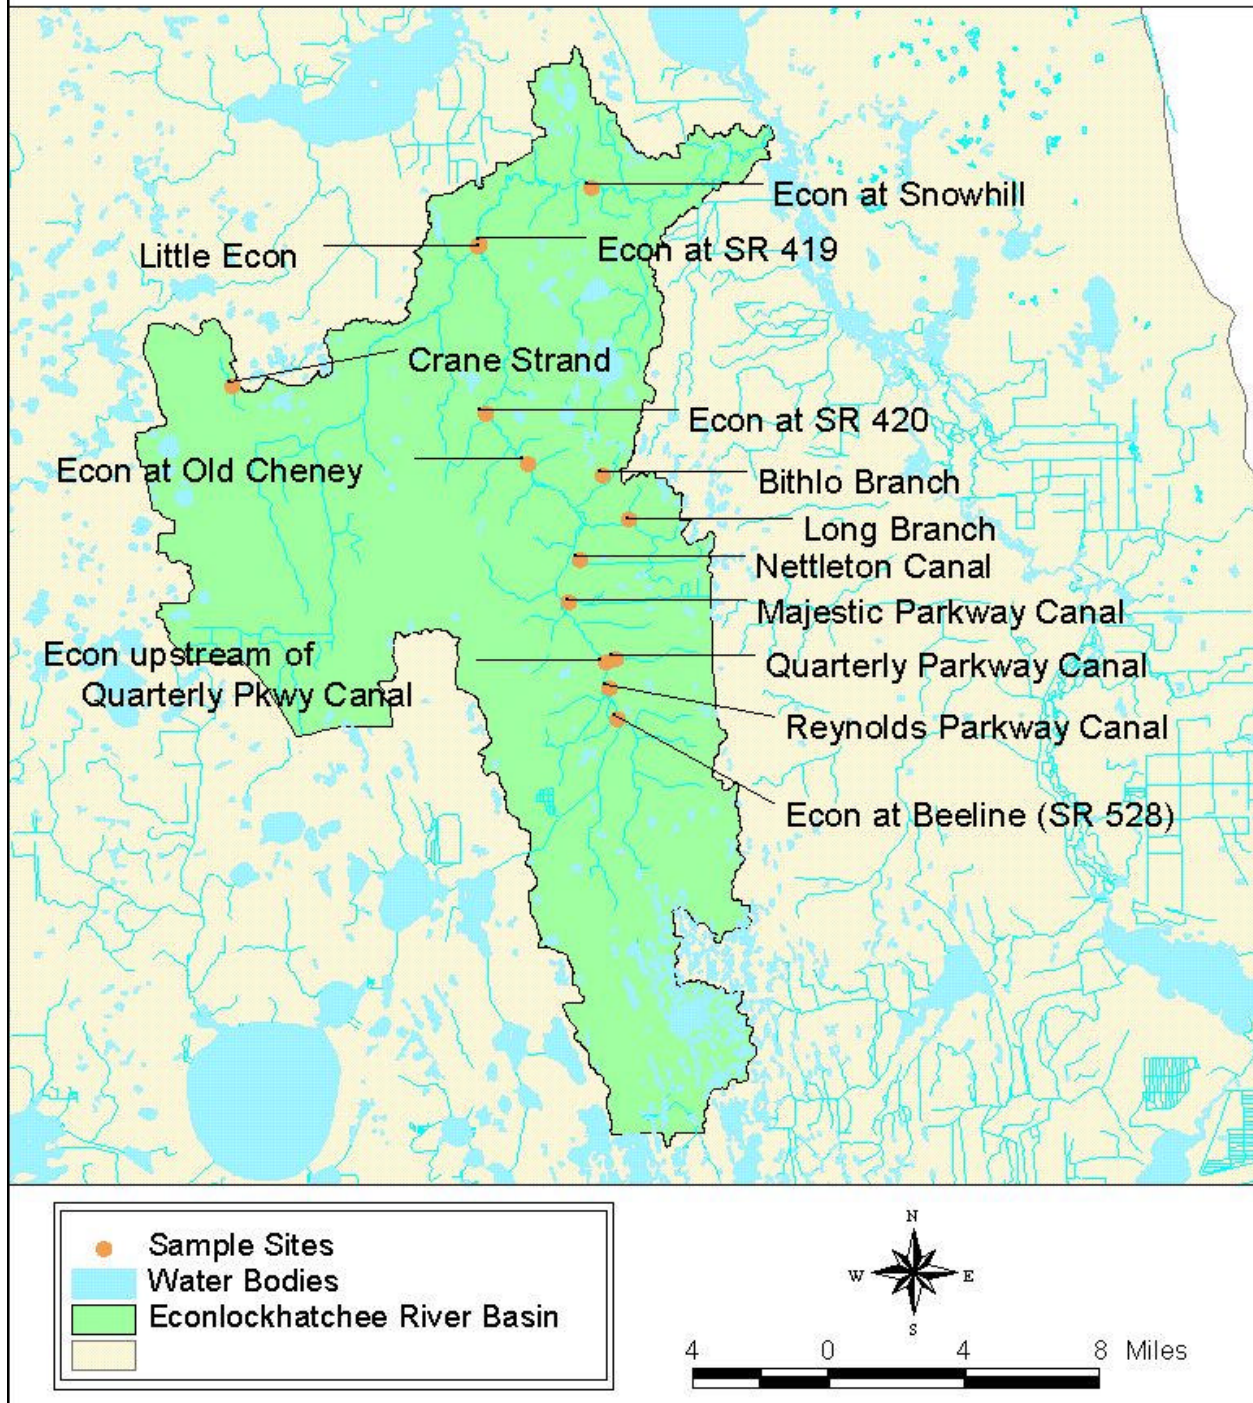 Econ at Snowhill
Little Econ
Econ at SR 419
Crane Strand
Econ at SR 420
Econ at Old Cheney
Bithlo Branch
Long Branch
Nettleton Canal
Majestic Parkway Canal
Econ upstream of
Quarterly Pkwy Canal
Quarterly Parkway Canal
Reynolds Parkway Canal
Econ at Beeline (SR 528)
Sample Sites
Water Bodies
Econlockhatchee River Basin
N
W E
S
4 0 4 8 Miles